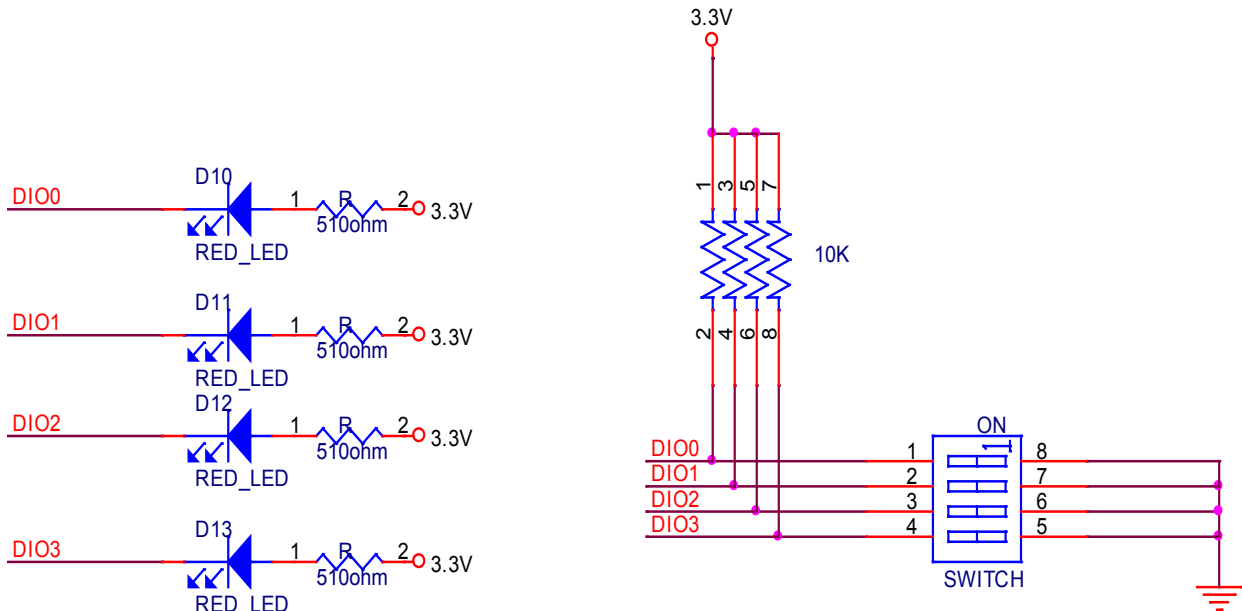 3.3V
D10
DIO0
1
R
2
3.3V
510ohm
RED_LED
D11
DIO1
1
R
2
3.3V
510ohm
RED_LED
D12
DIO2
1
R
2
3.3V
510ohm
RED_LED
D13
DIO3
1
R
2
3.3V
510ohm
RED_LED
1
3
5
7
10K
2
4
6
8
ON
DIO0
1
1
8
DIO1
2
7
DIO2
3
6
DIO3
4
5
SWITCH